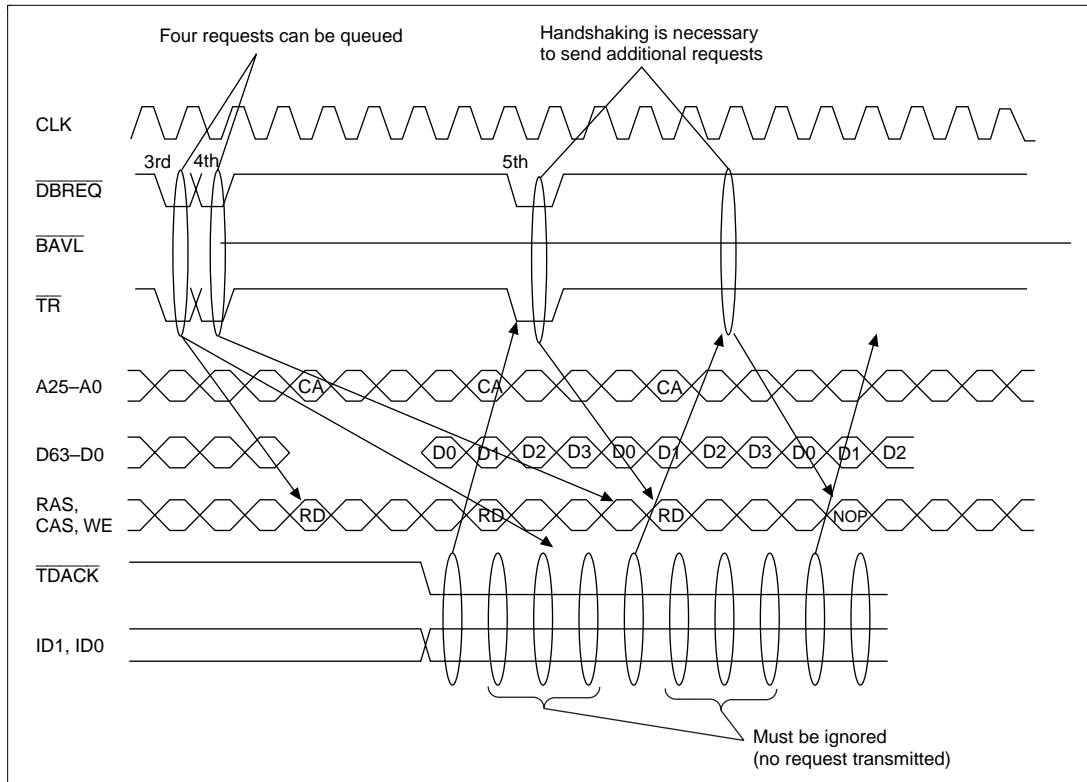 Four requests can be queued
Handshaking is necessary
to send additional requests
CLK
3rd 4th 5th
DBREQ
BAVL
TR
A25–A0 CA CA CA
D63–D0 D0 D1 D2 D3 D0 D1 D2 D3 D0 D1 D2
RAS,
CAS, WE RD RD RD NOP
TDACK
ID1, ID0
Must be ignored
(no request transmitted)